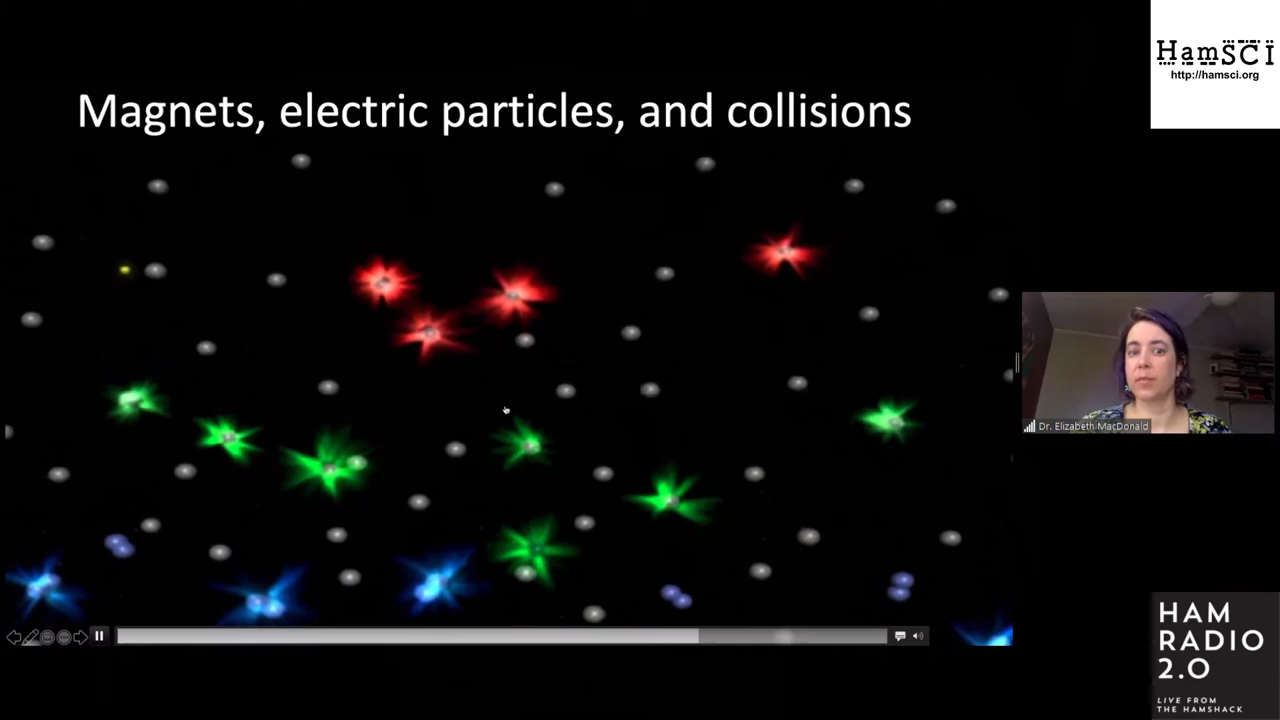 HamSCI
http://hamsci.org
Magnets, electric particles, and collisions
Dr. Elizabeth MacDonald
HAM
RADIO
2.0
LIVE FROM
THE HAMSHACK